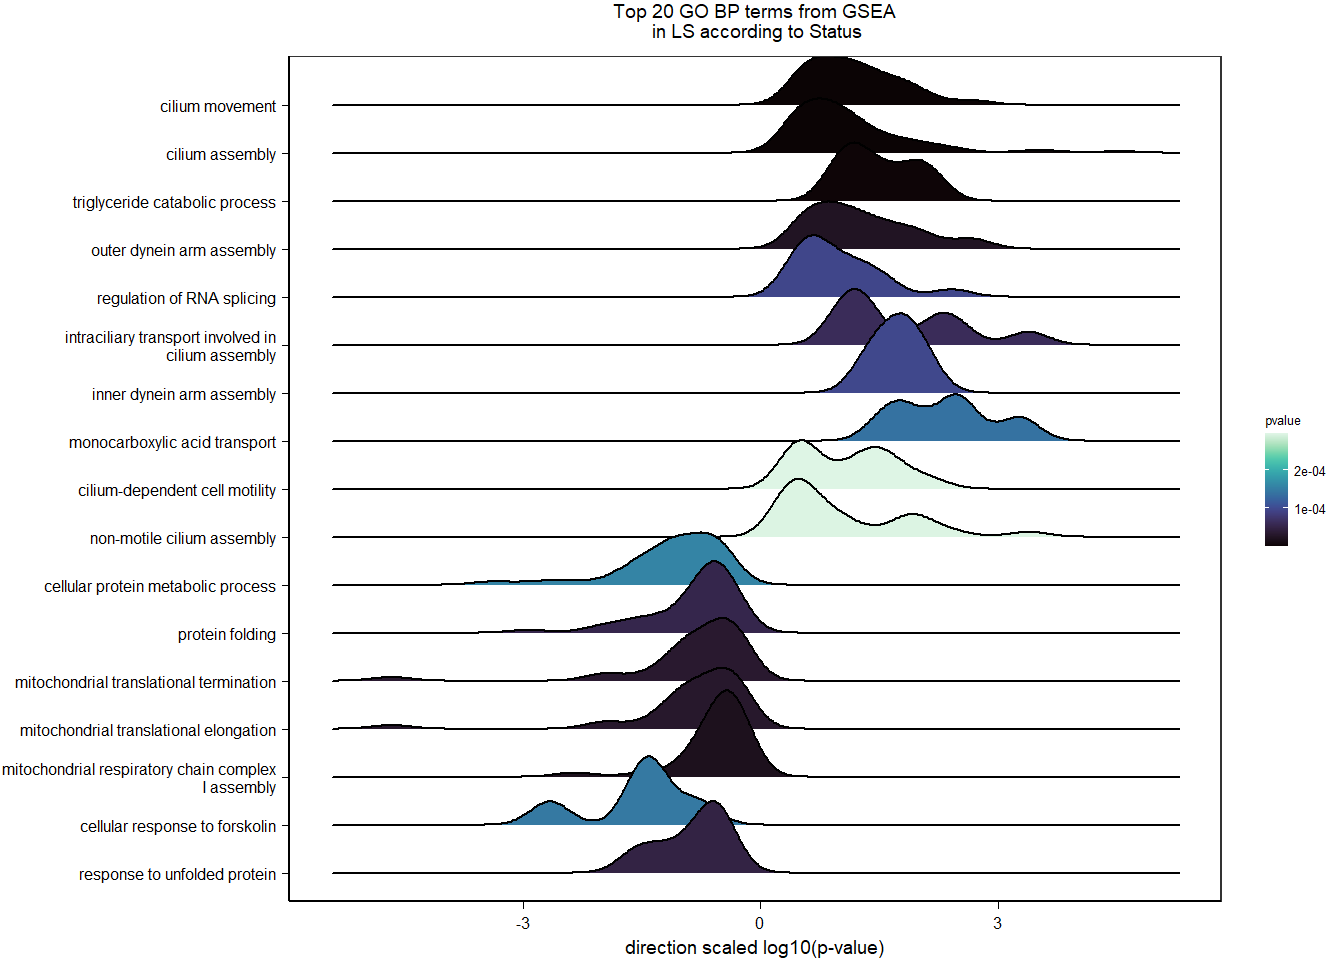 Top 20 GO BP terms from GSEA
in LS according to Status
cilium movement
cilium assembly
triglyceride catabolic process
outer dynein arm assembly
regulation of RNA splicing
intraciliary transport involved in
cilium assembly
inner dynein arm assembly
monocarboxylic acid transport
cilium-dependent cell motility
non-motile cilium assembly
cellular protein metabolic process
protein folding
mitochondrial translational termination
mitochondrial translational elongation
mitochondrial respiratory chain complex
I assembly
cellular response to forskolin
response to unfolded protein
-3 0 3
direction scaled log10(p-value)
pvalue
2e-04
1e-04